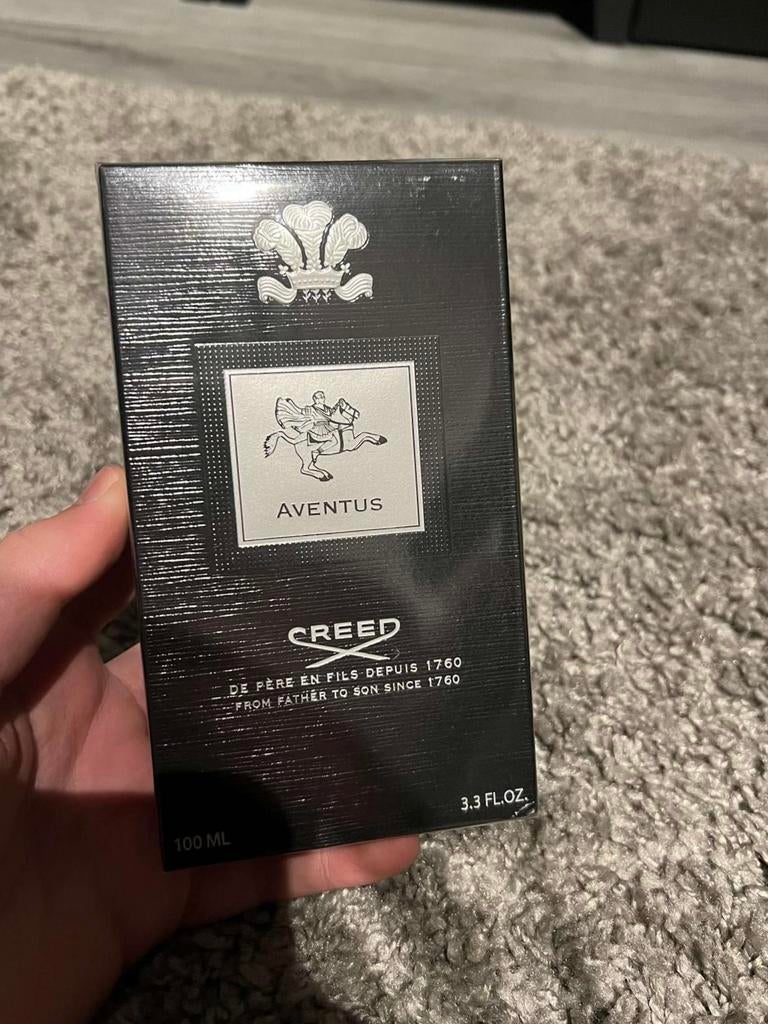 AVENTUS
CREED
DE PÈRE EN FILS DEPUIS 1760
FROM FATHER TO SON SINCE 1760
3.3 FL.OZ.
100 ML